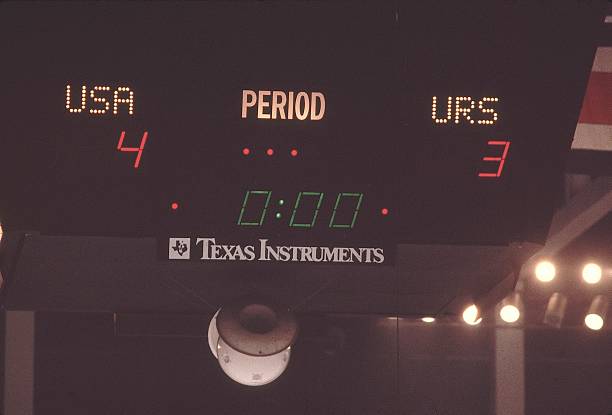 USA PERIOD URS
4 3
0:00
TEXAS INSTRUMENTS